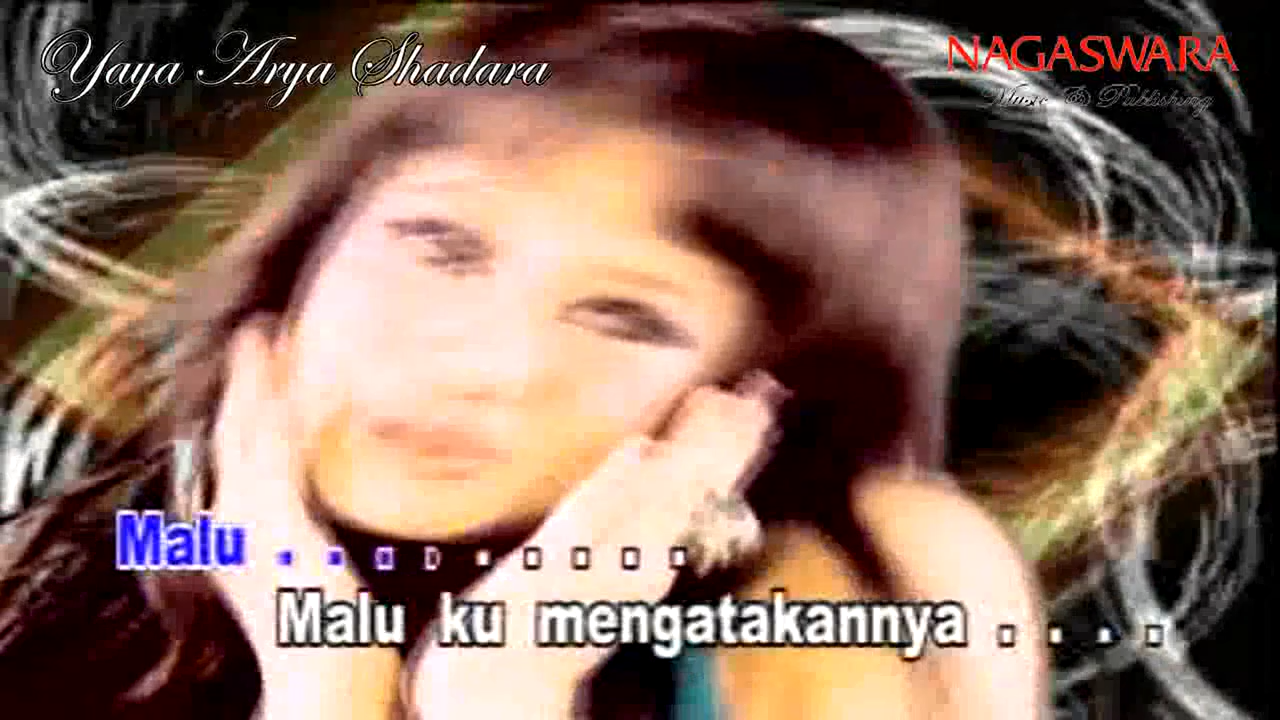 Yaya Arya Shadara
NAGASWARA
Music & Publishing
Malu . . . . . . . . .
Malu ku mengatakannya . . . .